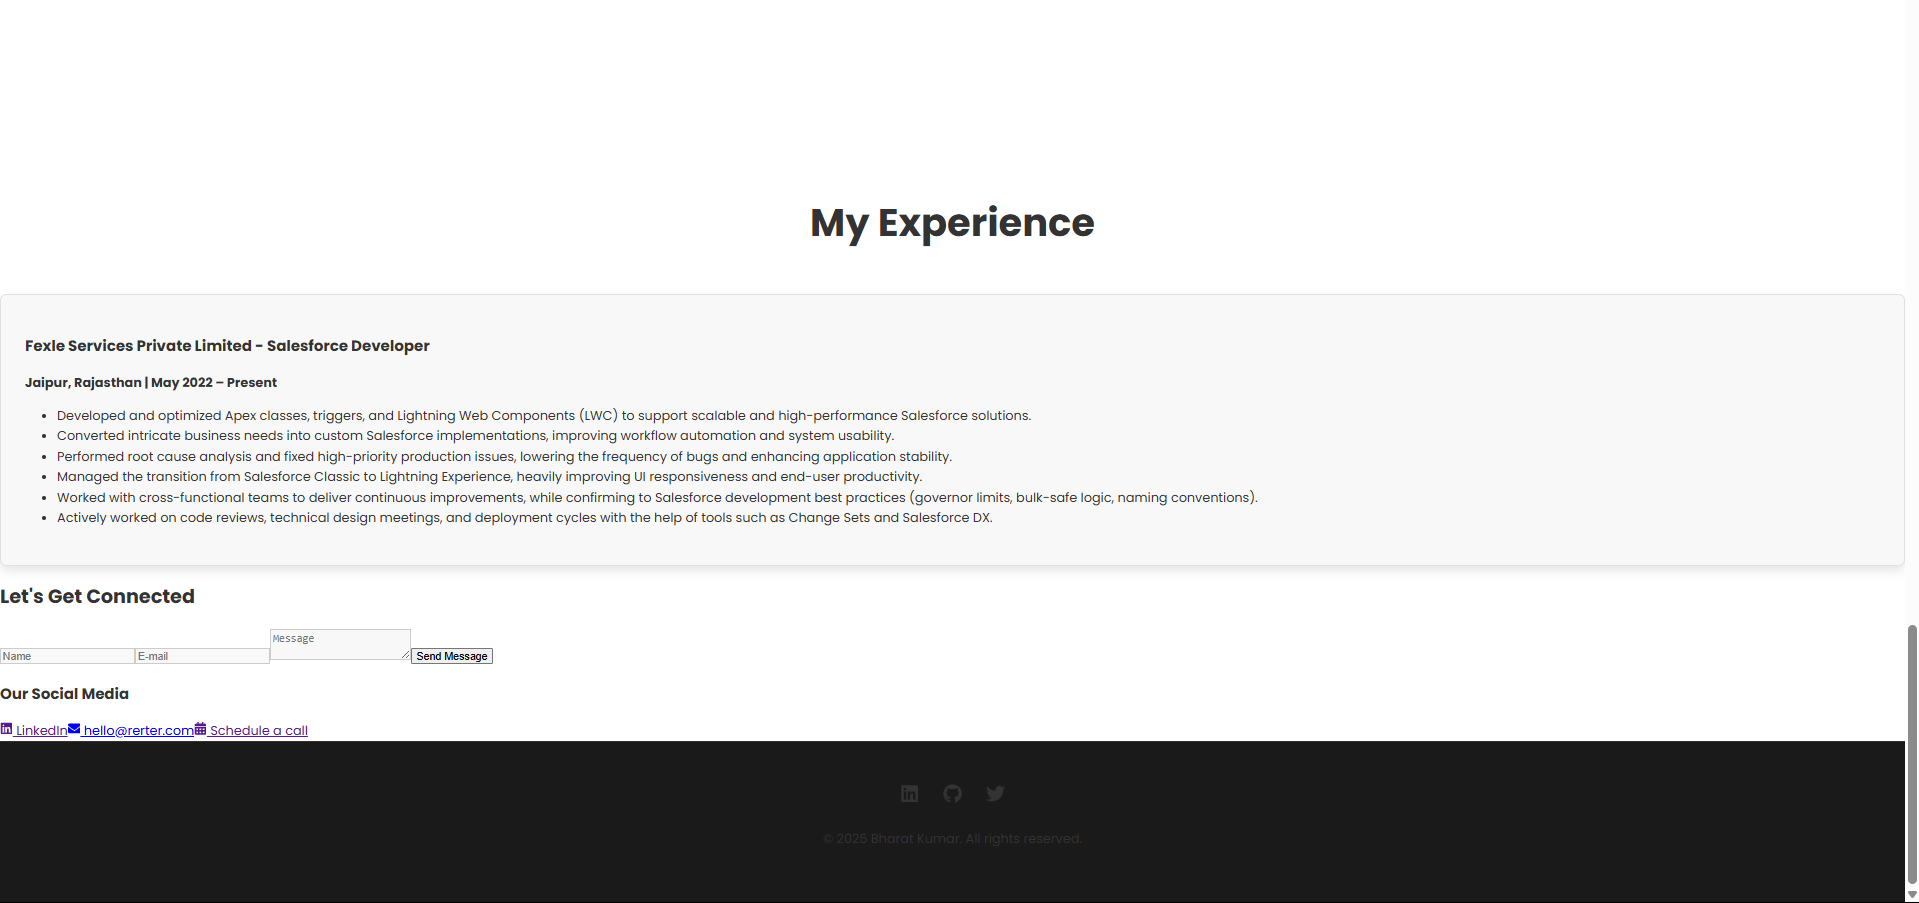 My Experience
Fexle Services Private Limited - Salesforce Developer
Jaipur, Rajasthan | May 2022 – Present
• Developed and optimized Apex classes, triggers, and Lightning Web Components (LWC) to support scalable and high-performance Salesforce solutions.
• Converted intricate business needs into custom Salesforce implementations, improving workflow automation and system usability.
• Performed root cause analysis and fixed high-priority production issues, lowering the frequency of bugs and enhancing application stability.
• Managed the transition from Salesforce Classic to Lightning Experience, heavily improving UI responsiveness and end-user productivity.
• Worked with cross-functional teams to deliver continuous improvements, while confirming to Salesforce development best practices (governor limits, bulk-safe logic, naming conventions).
• Actively worked on code reviews, technical design meetings, and deployment cycles with the help of tools such as Change Sets and Salesforce DX.
Let's Get Connected
Name E-mail Message Send Message
Our Social Media
LinkedIn hello@rerter.com Schedule a call
© 2025 Bharat Kumar. All rights reserved.